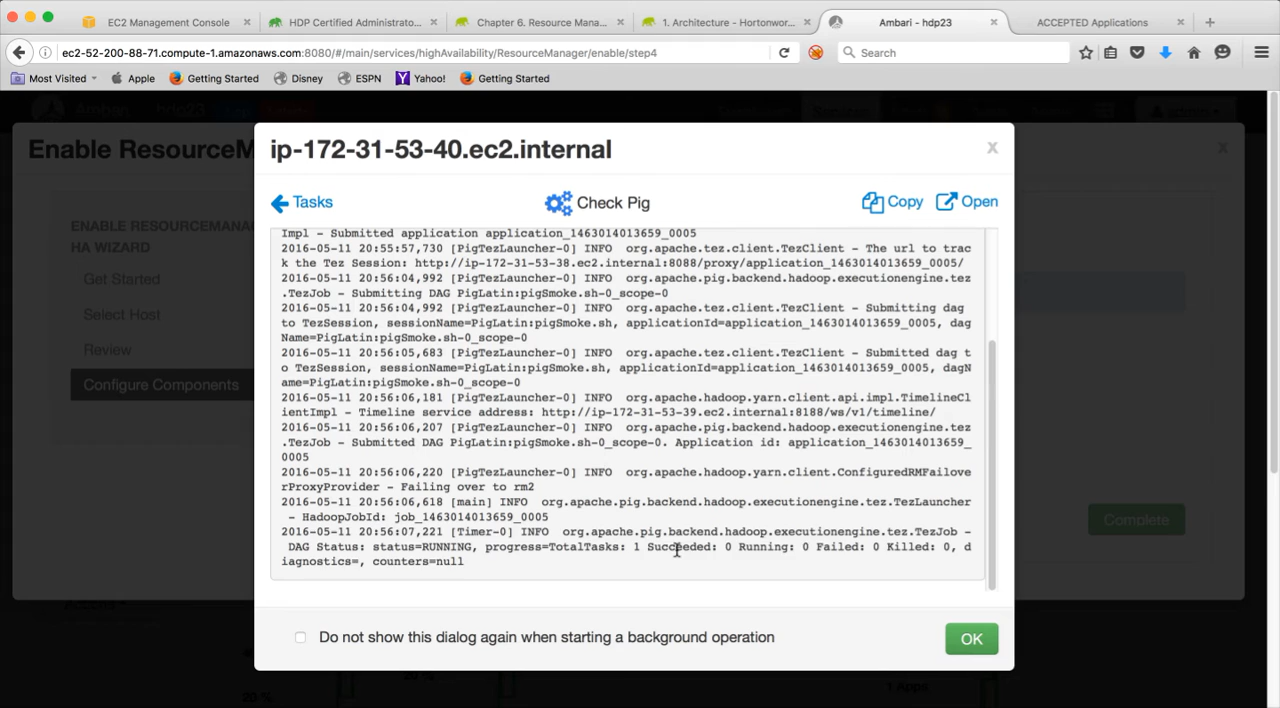 EC2 Management Console
HDP Certified Administrato...
Chapter 6. Resource Mana...
1. Architecture - Hortonwor...
Ambari - hdp23
ACCEPTED Applications
ec2-52-200-88-71.compute-1.amazonaws.com:8080/#/main/services/highAvailability/ResourceManager/enable/step4
Search
Most Visited
Apple
Getting Started
Disney
ESPN
Yahoo!
Getting Started
Ambari
hdp23
Enable ResourceM
ip-172-31-53-40.ec2.internal
x
x
Tasks
Check Pig
Copy
Open
ENABLE RESOURCEMANA
HA WIZARD
Get Started
Select Host
Review
Configure Components
Impl - Submitted application application_1463014013659_0005
2016-05-11 20:55:57,730 [PigTezLauncher-0] INFO  org.apache.tez.client.TezClient - The url to trac
k the Tez Session: http://ip-172-31-53-38.ec2.internal:8088/proxy/application_1463014013659_0005/
2016-05-11 20:56:04,992 [PigTezLauncher-0] INFO  org.apache.pig.backend.hadoop.executionengine.tez
.TezJob - Submitting DAG PigLatin:pigSmoke.sh-0_scope-0
2016-05-11 20:56:04,992 [PigTezLauncher-0] INFO  org.apache.tez.client.TezClient - Submitting dag
to TezSession, sessionName=PigLatin:pigSmoke.sh, applicationId=application_1463014013659_0005, dag
Name=PigLatin:pigSmoke.sh-0_scope-0
2016-05-11 20:56:05,683 [PigTezLauncher-0] INFO  org.apache.tez.client.TezClient - Submitted dag t
o TezSession, sessionName=PigLatin:pigSmoke.sh, applicationId=application_1463014013659_0005, dagN
ame=PigLatin:pigSmoke.sh-0_scope-0
2016-05-11 20:56:06,181 [PigTezLauncher-0] INFO  org.apache.hadoop.yarn.client.api.impl.TimelineCl
ientImpl - Timeline service address: http://ip-172-31-53-39.ec2.internal:8188/ws/v1/timeline/
2016-05-11 20:56:06,207 [PigTezLauncher-0] INFO  org.apache.pig.backend.hadoop.executionengine.tez
.TezJob - Submitted DAG PigLatin:pigSmoke.sh-0_scope-0. Application id: application_1463014013659_
0005
2016-05-11 20:56:06,220 [PigTezLauncher-0] INFO  org.apache.hadoop.yarn.client.ConfiguredRMFailove
rProxyProvider - Failing over to rm2
2016-05-11 20:56:06,618 [main] INFO  org.apache.pig.backend.hadoop.executionengine.tez.TezLauncher
- HadoopJobId: job_1463014013659_0005
2016-05-11 20:56:07,221 [Timer-0] INFO  org.apache.pig.backend.hadoop.executionengine.tez.TezJob -
DAG Status: status=RUNNING, progress=TotalTasks: 1 Succeeded: 0 Running: 0 Failed: 0 Killed: 0, d
iagnostics=, counters=null
Complete
Do not show this dialog again when starting a background operation
OK
20 %
20 %
1 Apps